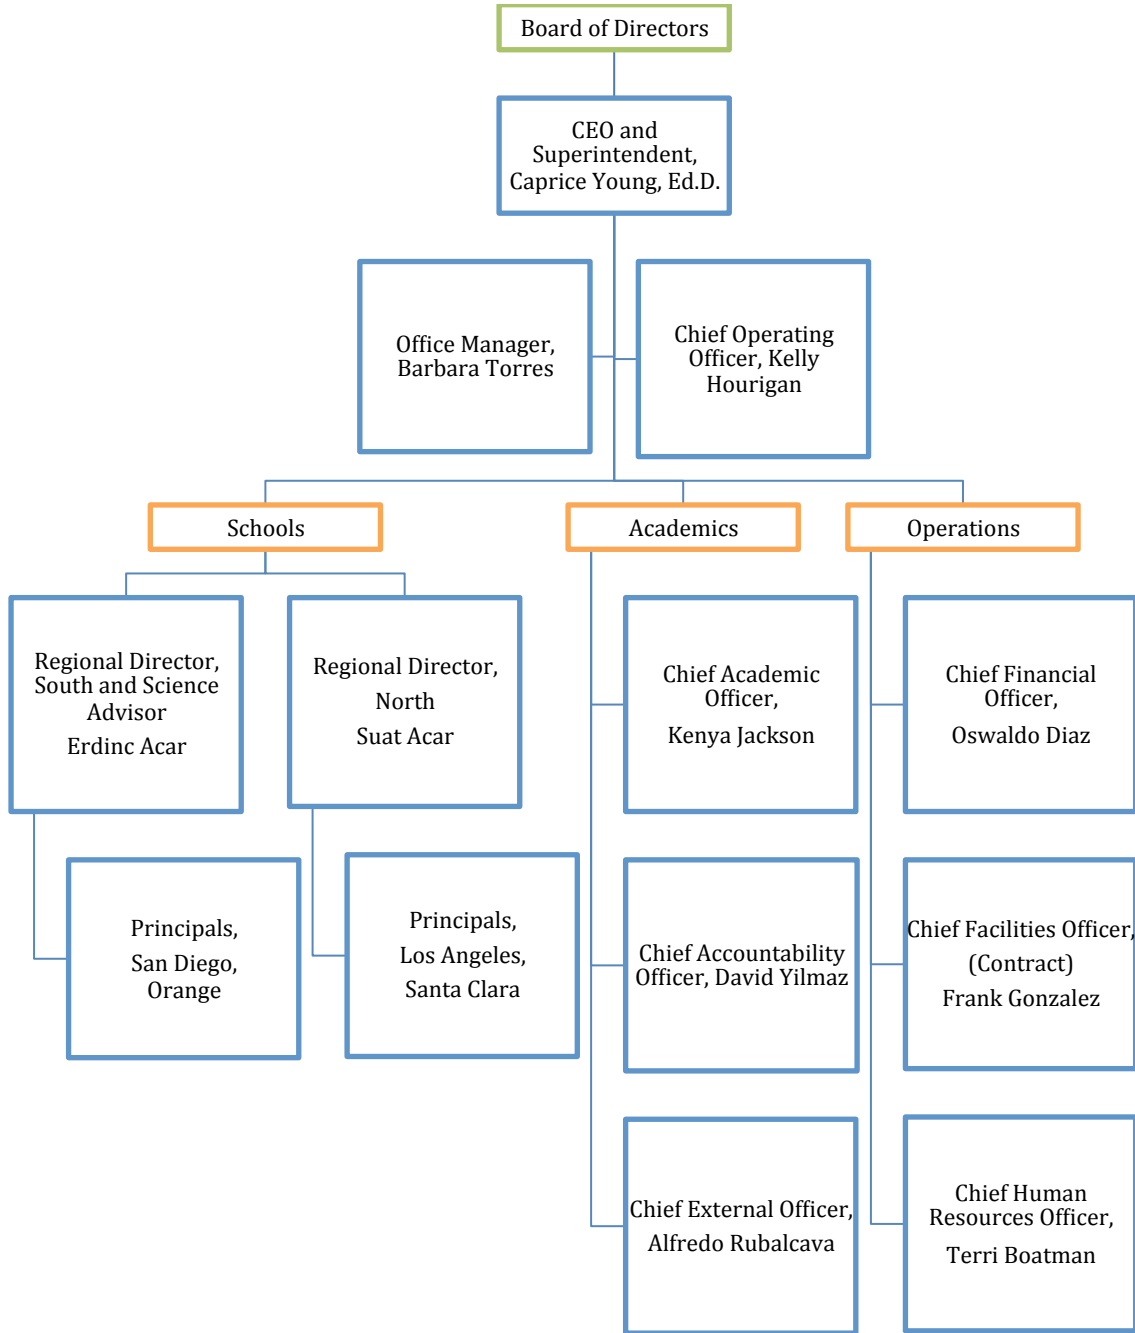 Board of Directors
CEO and
Superintendent,
Caprice Young, Ed.D.
Office Manager,
Barbara Torres
Chief Operating
Officer, Kelly
Hourigan
Schools
Academics
Operations
Regional Director,
South and Science
Advisor
Erdinc Acar
Regional Director,
North
Suat Acar
Chief Academic
Officer,
Kenya Jackson
Chief Financial
Officer,
Oswaldo Diaz
Principals,
San Diego,
Orange
Principals,
Los Angeles,
Santa Clara
Chief Accountability
Officer, David Yilmaz
Chief Facilities Officer,
(Contract)
Frank Gonzalez
Chief External Officer,
Alfredo Rubalcava
Chief Human
Resources Officer,
Terri Boatman